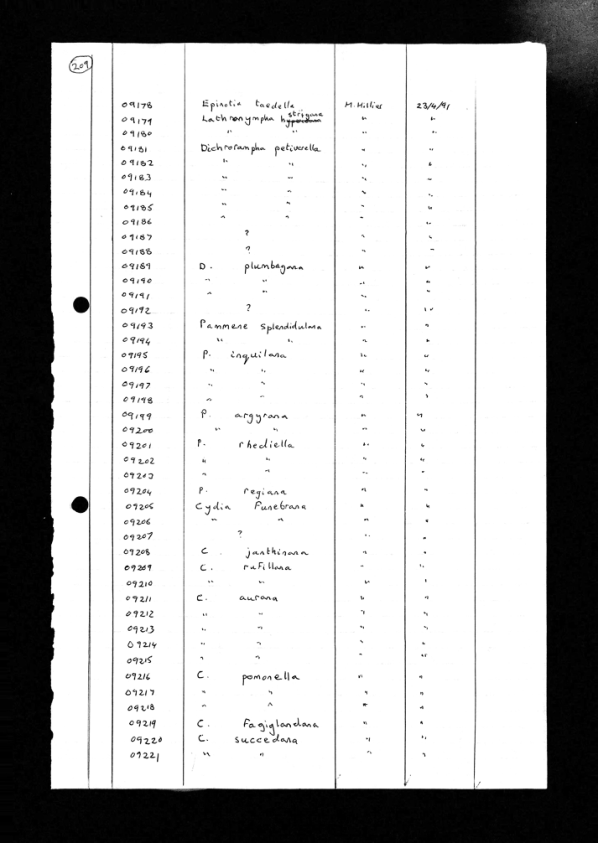 209
09178 Epinotia taedella M. Hillier 23/4/91
09179 Lathronympha strigana " "
09180 " " " "
09181 Dichrorampha petiverella " "
09182 " " " "
09183 " " " "
09184 " " " "
09185 " " " "
09186 " " " "
09187 ? " "
09188 ? " "
09189 D. plumbagana " "
09190 " " " "
09191 " " " "
09192 ? " "
09193 Pammene splendidulana " "
09194 " " " "
09195 P. inquilana " "
09196 " " " "
09197 " " " "
09198 " " " "
09199 P. argyrana " "
09200 " " " "
09201 P. rhediella " "
09202 " " " "
09203 " " " "
09204 P. regiana " "
09205 Cydia funebrana " "
09206 " " " "
09207 ? " "
09208 C. janthinana " "
09209 C. rufillana " "
09210 " " " "
09211 C. aurana " "
09212 " " " "
09213 " " " "
09214 " " " "
09215 " " " "
09216 C. pomonella " "
09217 " " " "
09218 " " " "
09219 C. fagiglandana " "
09220 C. succedana " "
09221 " " " "